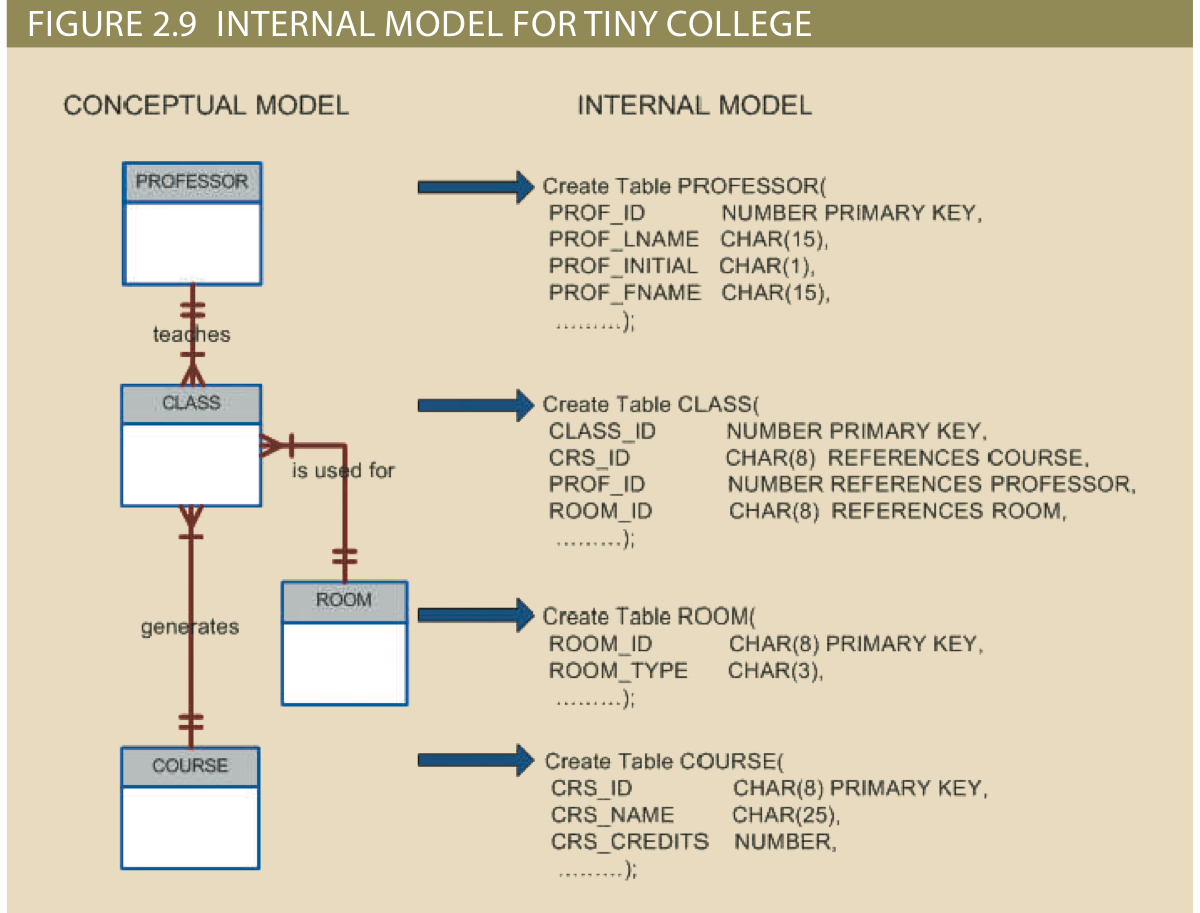 FIGURE 2.9 INTERNAL MODEL FOR TINY COLLEGE
CONCEPTUAL MODEL
INTERNAL MODEL
PROFESSOR
teaches
CLASS
is used for
ROOM
generates
COURSE
Create Table PROFESSOR(
PROF_ID NUMBER PRIMARY KEY,
PROF_LNAME CHAR(15),
PROF_INITIAL CHAR(1),
PROF_FNAME CHAR(15),
.........);
Create Table CLASS(
CLASS_ID NUMBER PRIMARY KEY,
CRS_ID CHAR(8) REFERENCES COURSE,
PROF_ID NUMBER REFERENCES PROFESSOR,
ROOM_ID CHAR(8) REFERENCES ROOM,
.........);
Create Table ROOM(
ROOM_ID CHAR(8) PRIMARY KEY,
ROOM_TYPE CHAR(3),
.........);
Create Table COURSE(
CRS_ID CHAR(8) PRIMARY KEY,
CRS_NAME CHAR(25),
CRS_CREDITS NUMBER,
.........);